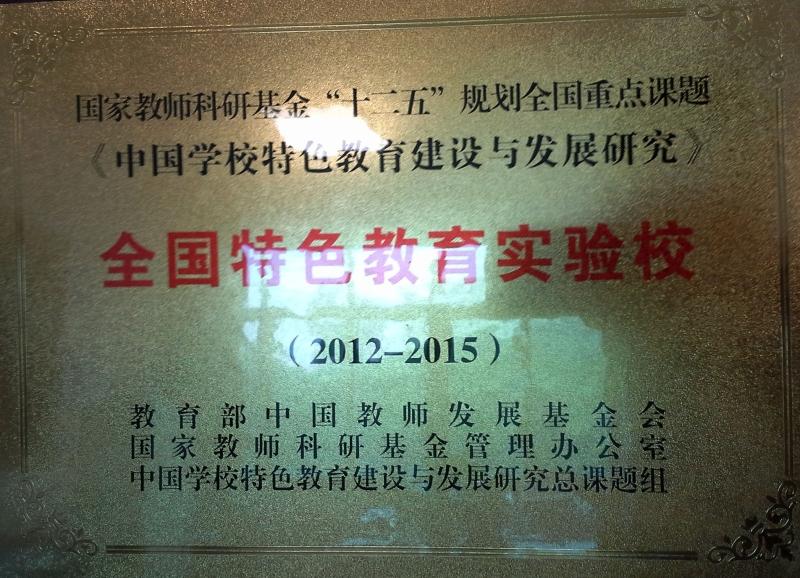 国家教师科研基金“十二五”规划全国重点课题
《中国学校特色教育建设与发展研究》
全国特色教育实验校
（2012-2015）
教育部中国教师发展基金会
国家教师科研基金管理办公室
中国学校特色教育建设与发展研究总课题组